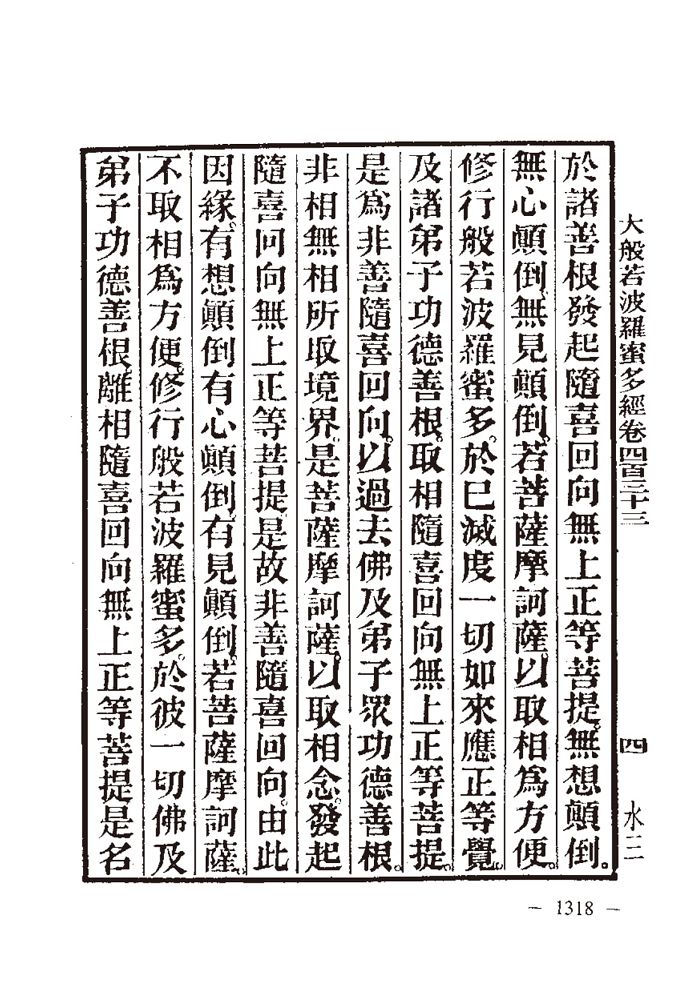 大般若波羅蜜多經卷四百三十三 四 水三
於諸善根發起隨喜回向無上正等菩提。無想顛倒。
無心顛倒。無見顛倒。若菩薩摩訶薩。以取相為方便。
修行般若波羅蜜多。於已滅度一切如來應正等覺。
及諸弟子功德善根。取相隨喜回向無上正等菩提。
是為非善隨喜回向。以過去佛及弟子眾功德善根。
非相無相所取境界。是菩薩摩訶薩。以取相念。發起
隨喜回向無上正等菩提。是故非善隨喜回向。由此
因緣。有想顛倒有心顛倒。有見顛倒。若菩薩摩訶薩。
不取相為方便。修行般若波羅蜜多。於彼一切佛及
弟子功德善根。離相隨喜回向無上正等菩提是名
— 1318 —